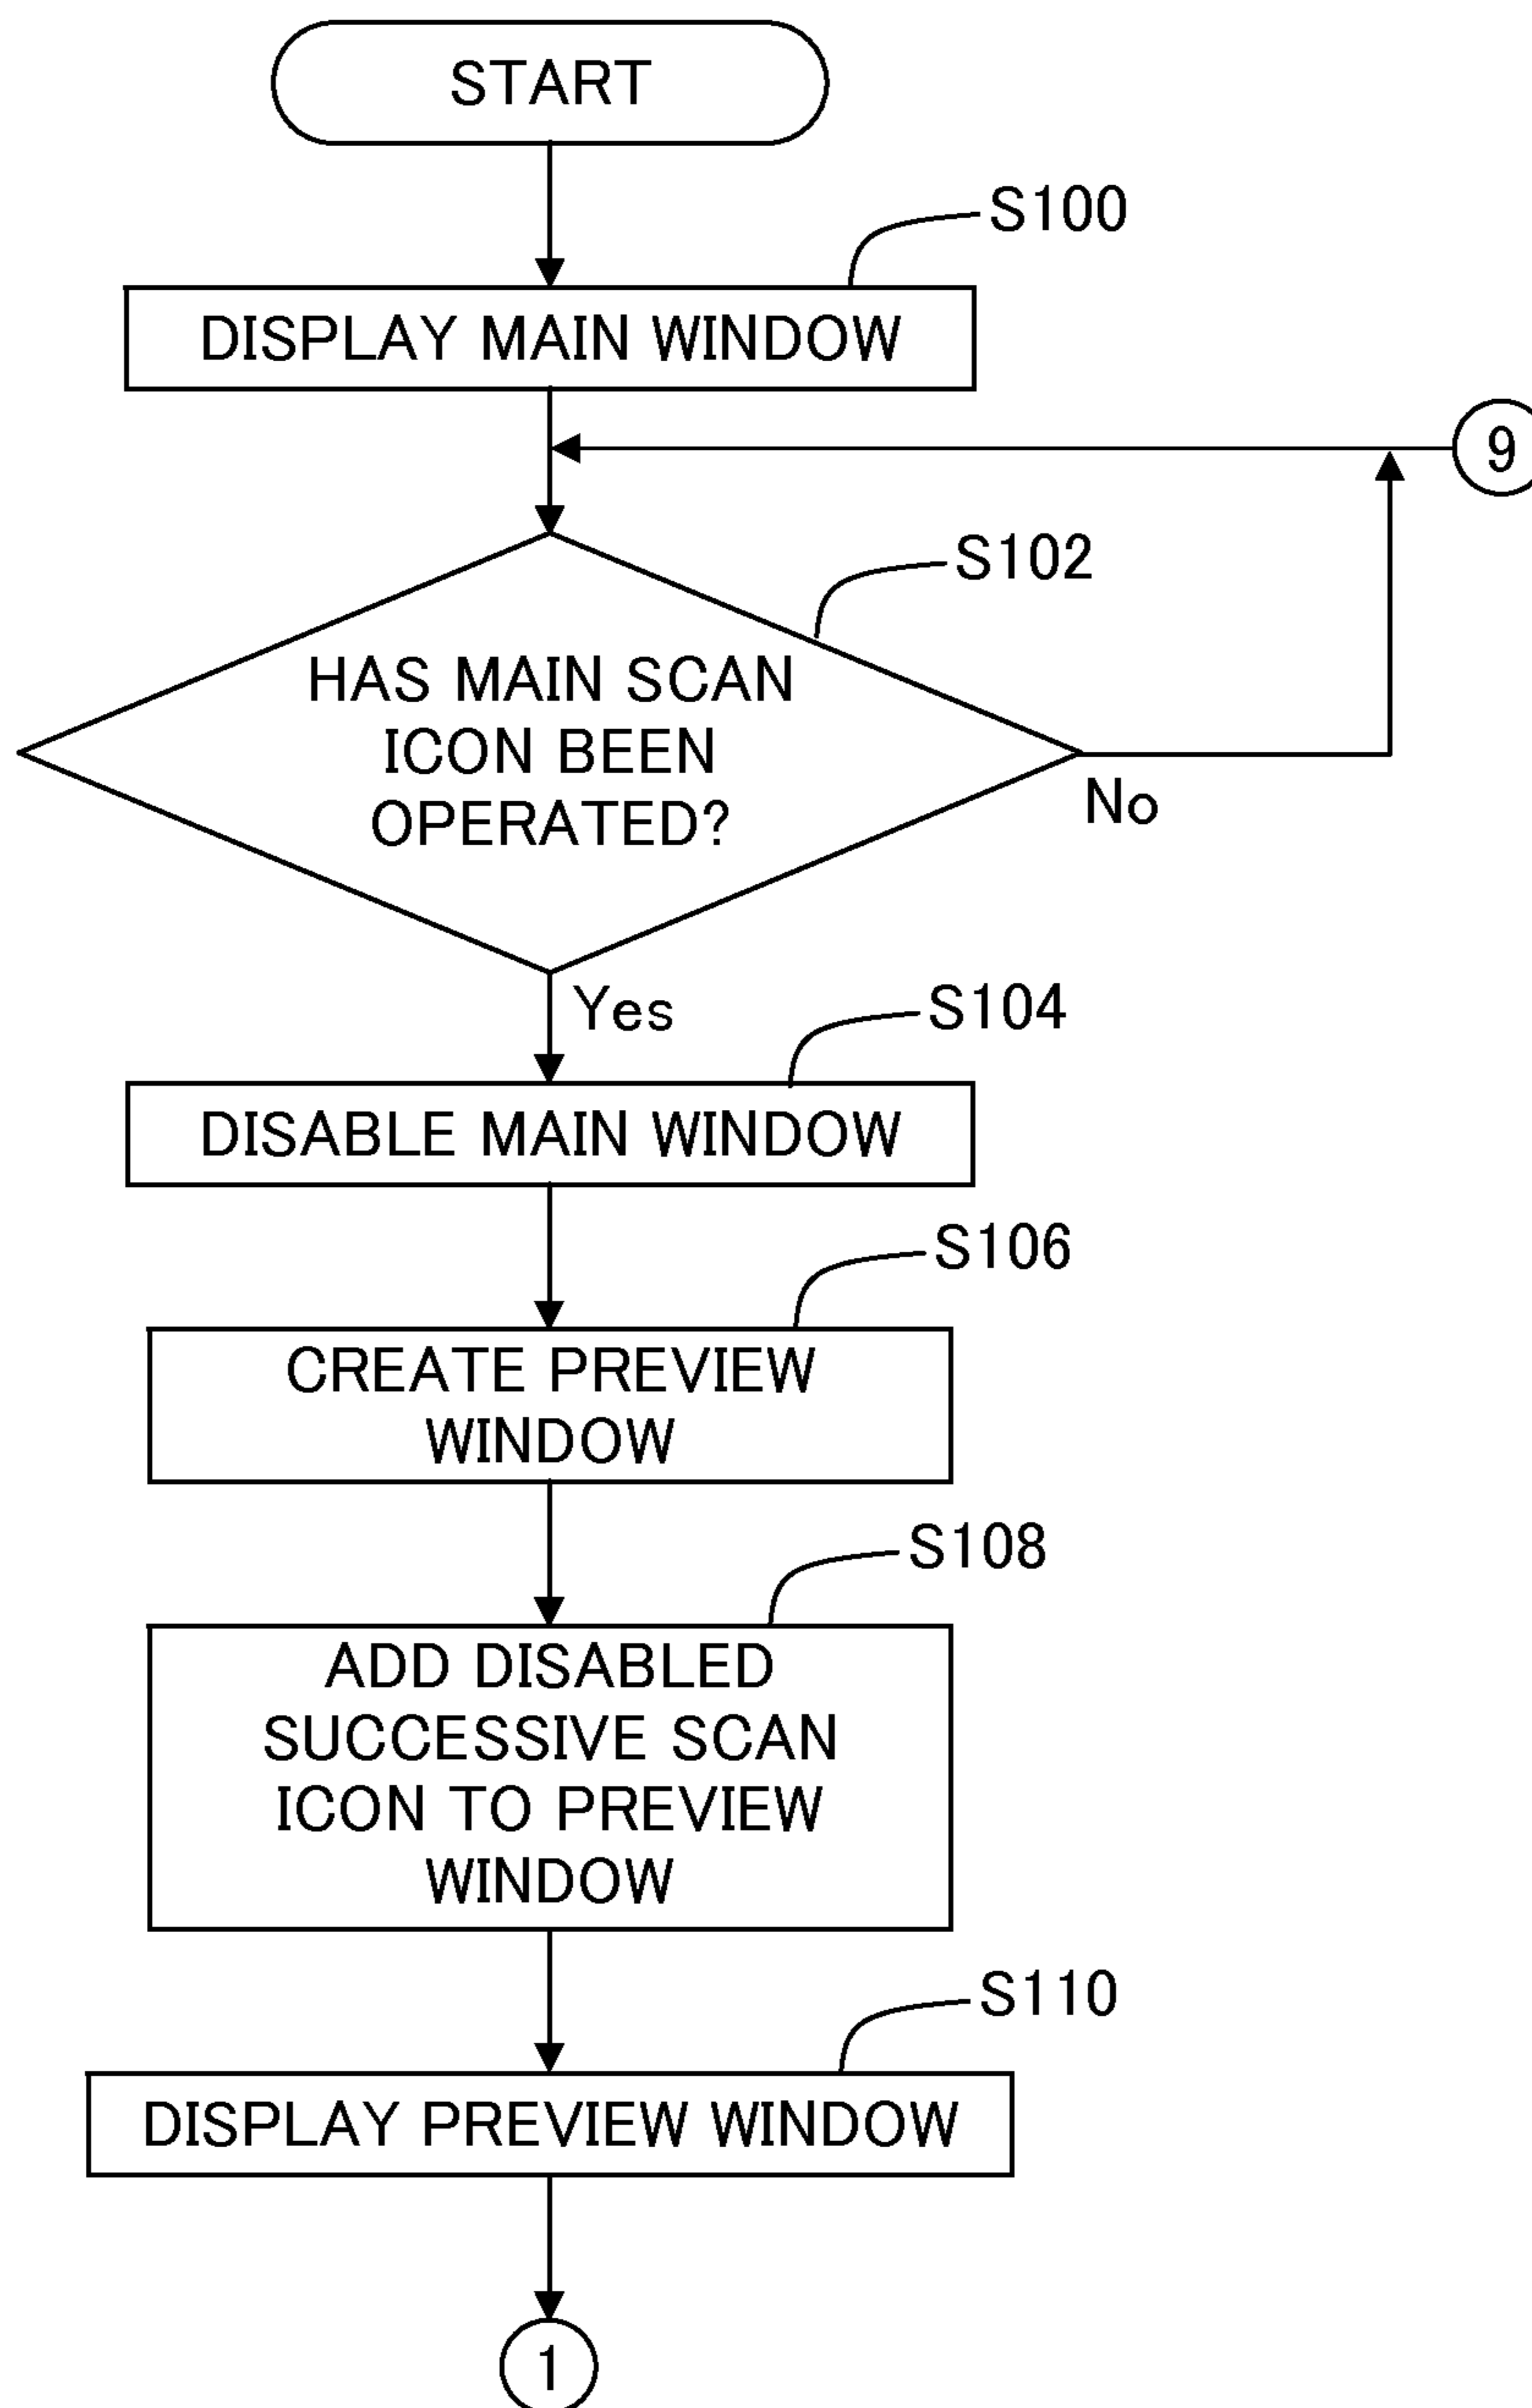 START
S100
DISPLAY MAIN WINDOW
9
S102
HAS MAIN SCAN
ICON BEEN
OPERATED?
No
Yes
S104
DISABLE MAIN WINDOW
S106
CREATE PREVIEW
WINDOW
S108
ADD DISABLED
SUCCESSIVE SCAN
ICON TO PREVIEW
WINDOW
S110
DISPLAY PREVIEW WINDOW
1